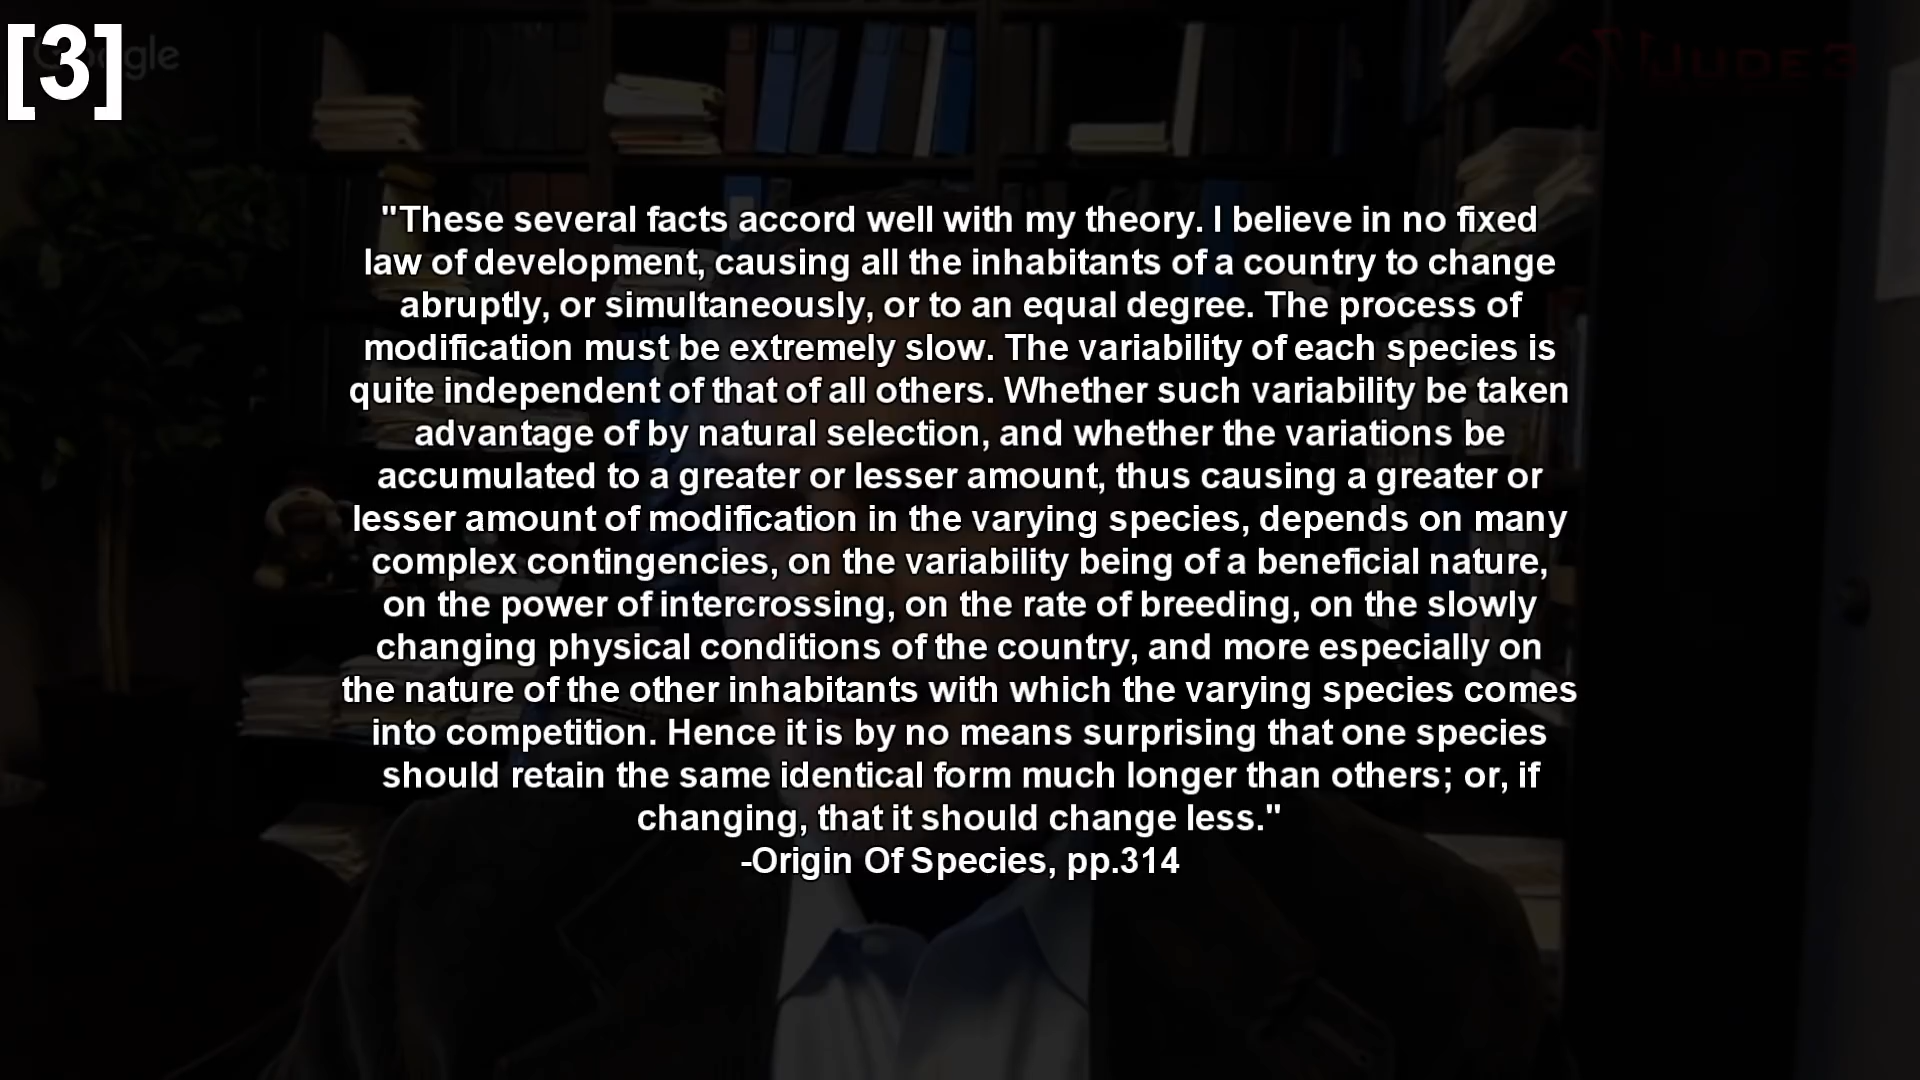 [3]
Google
JUDE 3
"These several facts accord well with my theory. I believe in no fixed
law of development, causing all the inhabitants of a country to change
abruptly, or simultaneously, or to an equal degree. The process of
modification must be extremely slow. The variability of each species is
quite independent of that of all others. Whether such variability be taken
advantage of by natural selection, and whether the variations be
accumulated to a greater or lesser amount, thus causing a greater or
lesser amount of modification in the varying species, depends on many
complex contingencies, on the variability being of a beneficial nature,
on the power of intercrossing, on the rate of breeding, on the slowly
changing physical conditions of the country, and more especially on
the nature of the other inhabitants with which the varying species comes
into competition. Hence it is by no means surprising that one species
should retain the same identical form much longer than others; or, if
changing, that it should change less."
-Origin Of Species, pp.314